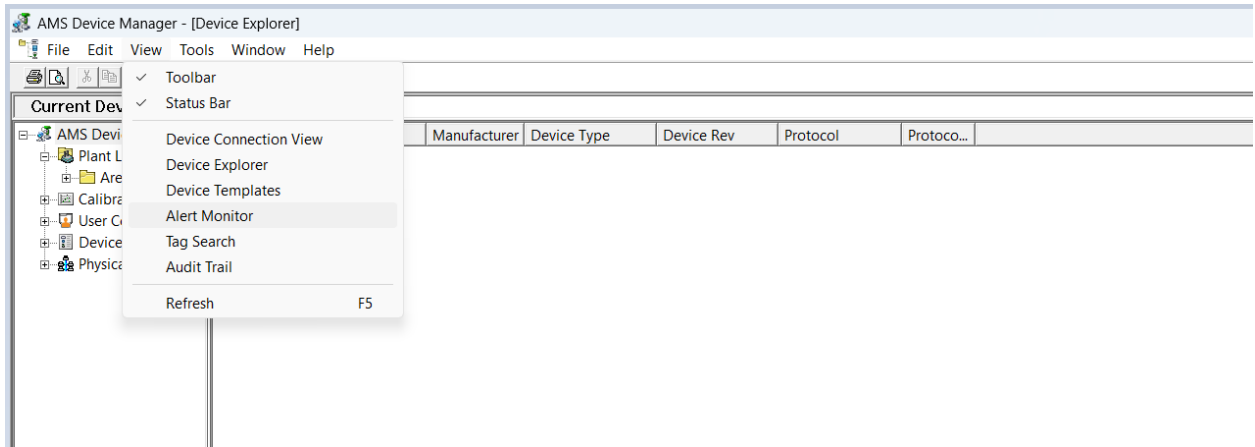 AMS Device Manager - [Device Explorer]
File Edit View Tools Window Help
Toolbar
Current Dev
Status Bar
AMS Devi
Device Connection View
Manufacturer Device Type Device Rev Protocol Protoco...
Plant L
Device Explorer
Are
Device Templates
Calibra
Alert Monitor
User C
Tag Search
Device
Audit Trail
Physica
Refresh F5